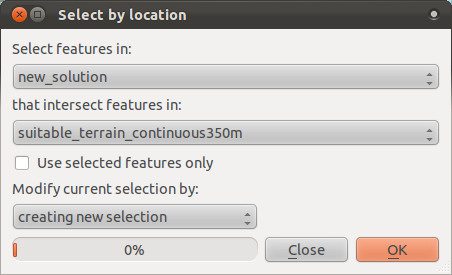 Select by location
Select features in:
new_solution
that intersect features in:
suitable_terrain_continuous350m
Use selected features only
Modify current selection by:
creating new selection
0%
Close
OK